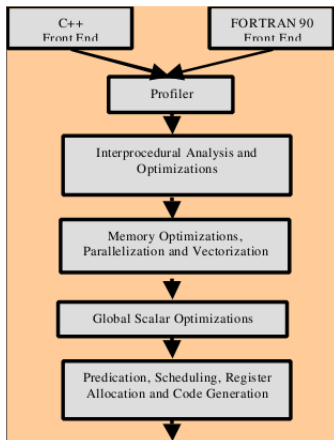 C++
Front End
FORTRAN 90
Front End
Profiler
Interprocedural Analysis and
Optimizations
Memory Optimizations,
Parallelization and Vectorization
Global Scalar Optimizations
Predication, Scheduling, Register
Allocation and Code Generation